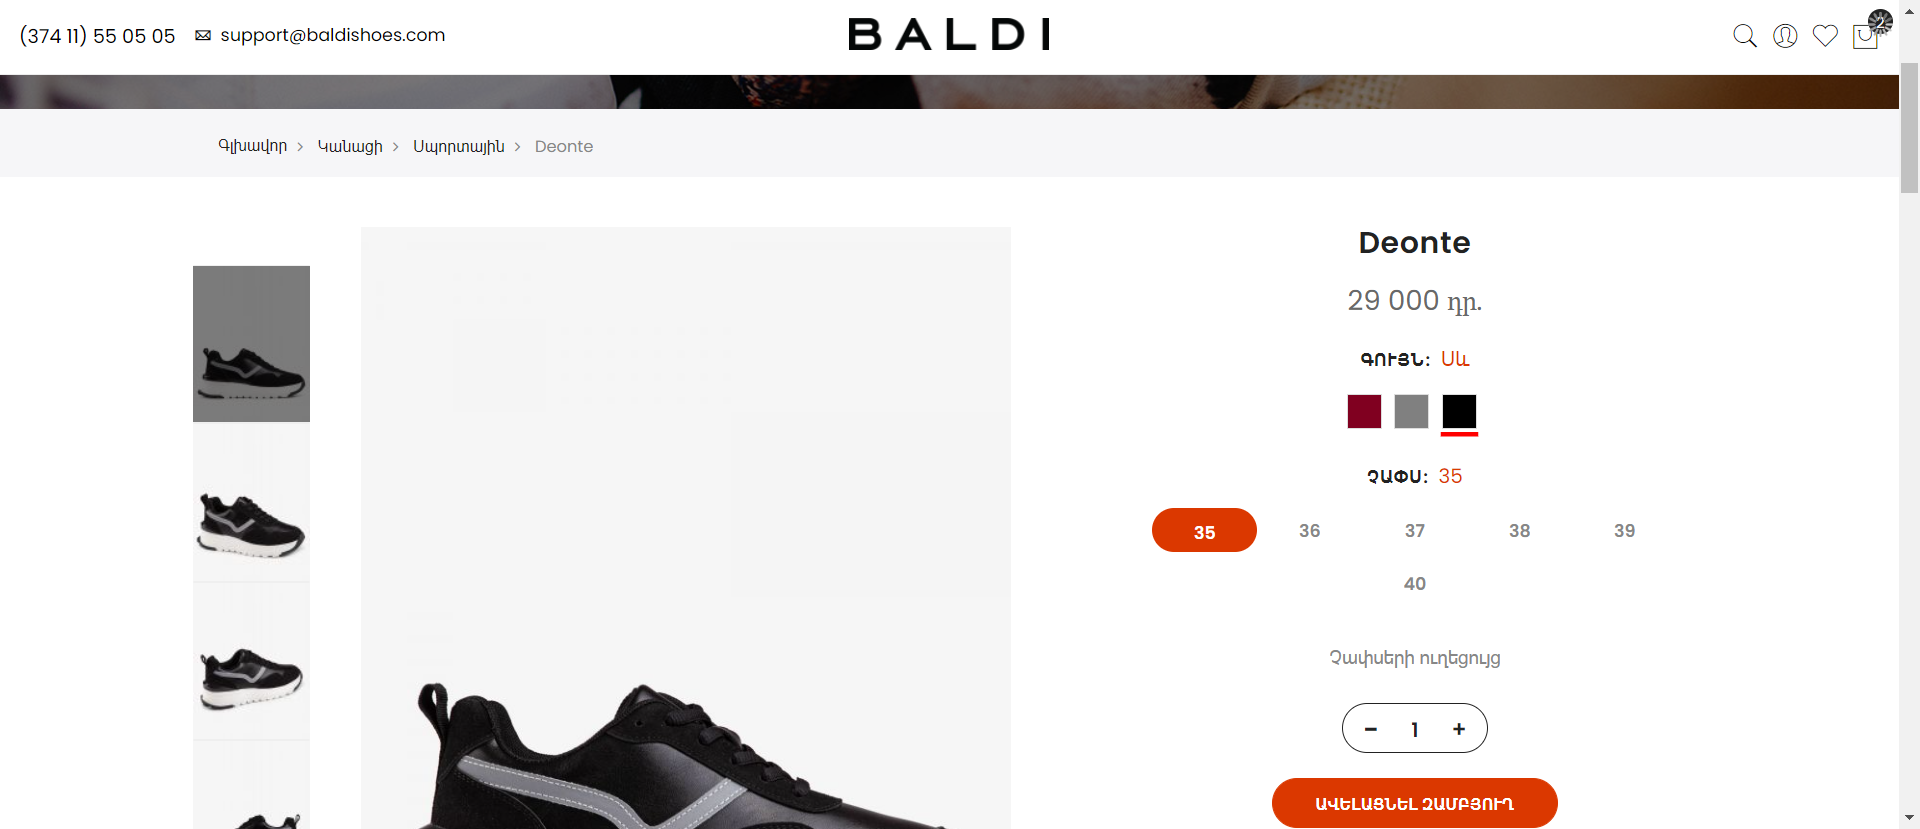 (374 11) 55 05 05 support@baldishoes.com
BALDI
2
Գլխավոր > Կանացի > Սպորտային > Deonte
Deonte
29 000 դր.
ԳՈՒՅՆ: Սև
ՉԱՓՍ: 35
35 36 37 38 39
40
Չափսերի ուղեցույց
- 1 +
ԱՎԵԼԱՑՆԵԼ ԶԱՄԲՅՈՒՂ